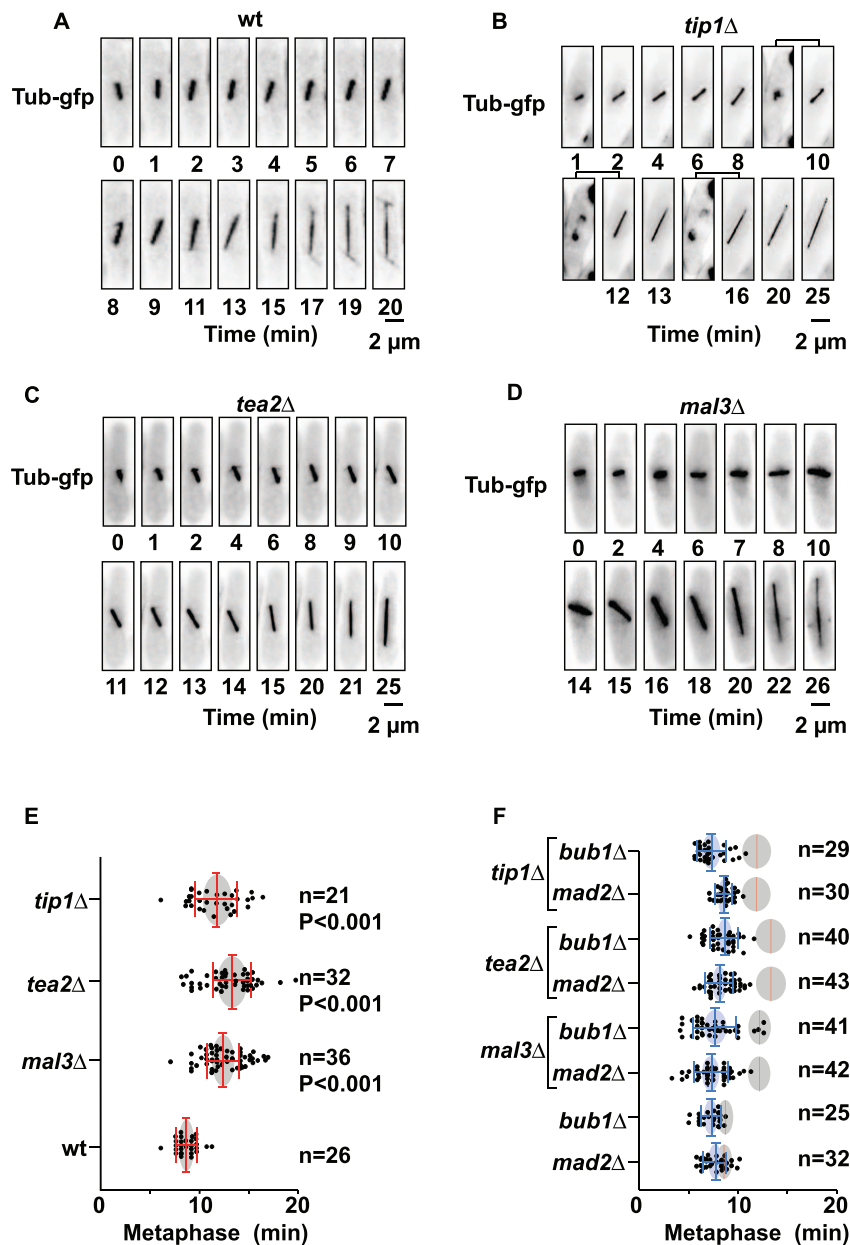 A
wt
Tub-gfp
0 1 2 3 4 5 6 7
8 9 11 13 15 17 19 20
Time (min)
2 µm
B
tip1Δ
Tub-gfp
1 2 4 6 8 10
12 13 16 20 25
Time (min)
2 µm
C
tea2Δ
Tub-gfp
0 1 2 4 6 8 9 10
11 12 13 14 15 20 21 25
Time (min)
2 µm
D
mal3Δ
Tub-gfp
0 2 4 6 7 8 10
14 15 16 18 20 22 26
Time (min)
2 µm
E
tip1Δ
n=21
P<0.001
tea2Δ
n=32
P<0.001
mal3Δ
n=36
P<0.001
wt
n=26
0 10 20
Metaphase (min)
F
tip1Δ
bub1Δ n=29
mad2Δ n=30
tea2Δ
bub1Δ n=40
mad2Δ n=43
mal3Δ
bub1Δ n=41
mad2Δ n=42
bub1Δ n=25
mad2Δ n=32
0 10 20
Metaphase (min)